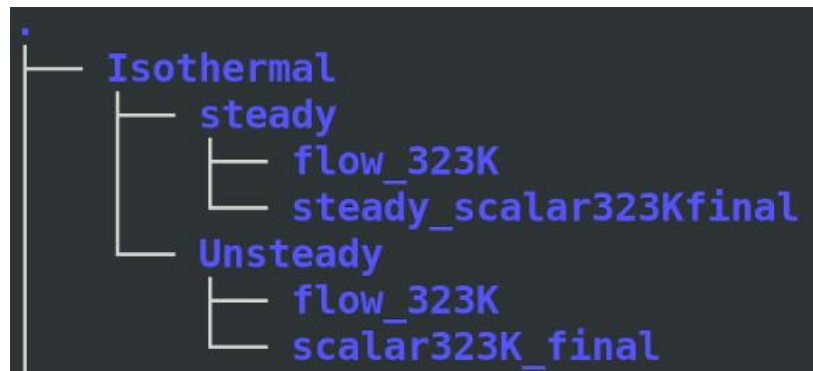 .
Isothermal
steady
flow_323K
steady_scalar323Kfinal
Unsteady
flow_323K
scalar323K_final